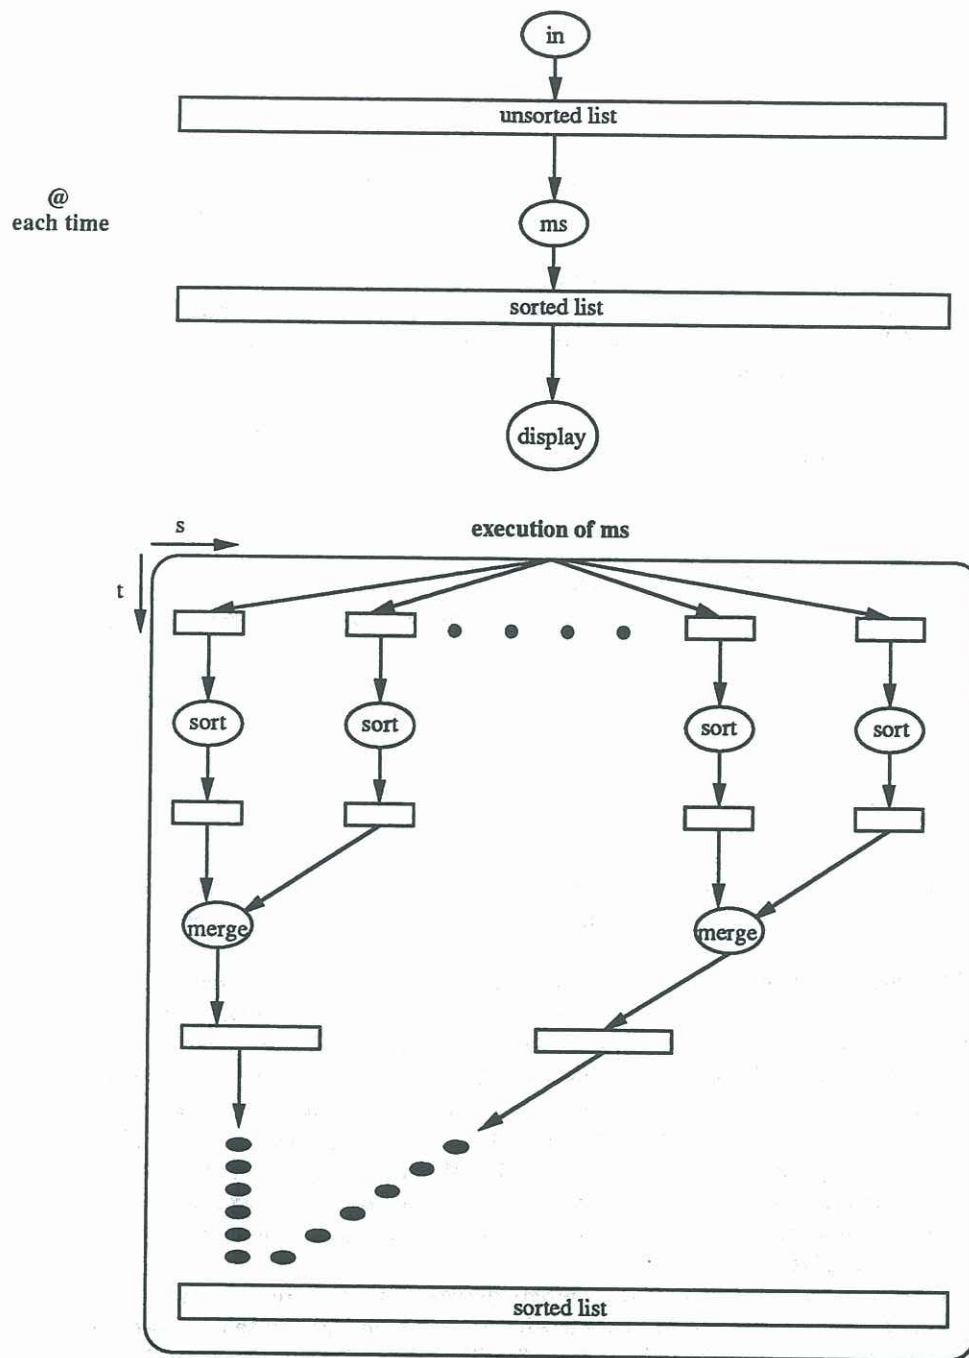 in
unsorted list
@
each time
ms
sorted list
display
s
execution of ms
t
sort
sort
sort
sort
merge
merge
sorted list